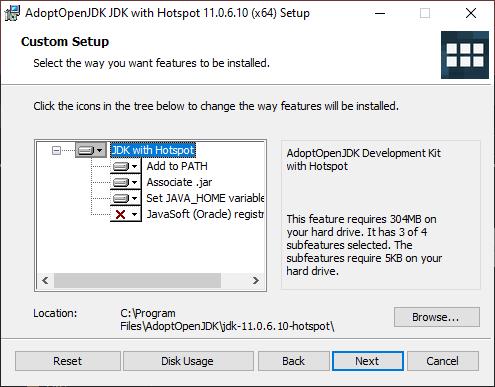 AdoptOpenJDK JDK with Hotspot 11.0.6.10 (x64) Setup
Custom Setup
Select the way you want features to be installed.
Click the icons in the tree below to change the way features will be installed.
JDK with Hotspot
Add to PATH
Associate .jar
Set JAVA_HOME variable
JavaSoft (Oracle) registr
AdoptOpenJDK Development Kit
with Hotspot
This feature requires 304MB on
your hard drive. It has 3 of 4
subfeatures selected. The
subfeatures require 5KB on your
hard drive.
Location:
C:\Program
Files\AdoptOpenJDK\jdk-11.0.6.10-hotspot\
Browse...
Reset
Disk Usage
Back
Next
Cancel